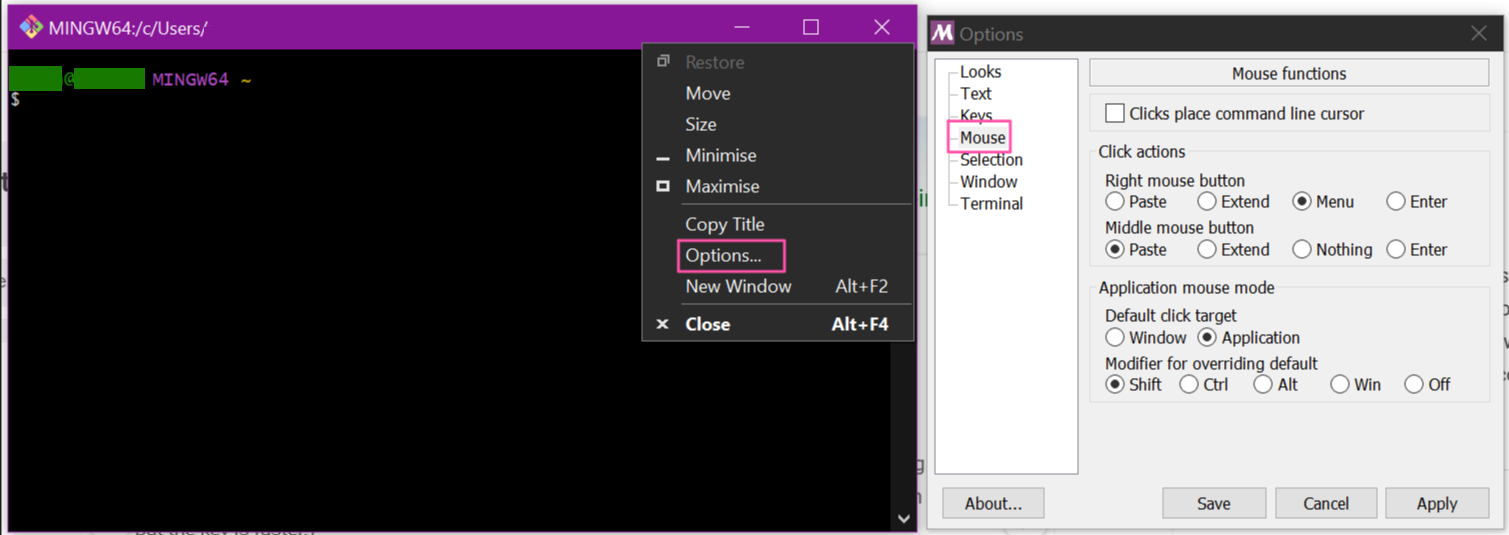 MINGW64:/c/Users/
@ MINGW64 ~
$
Restore
Move
Size
Minimise
Maximise
Copy Title
Options...
New Window Alt+F2
Close Alt+F4
Options
Looks
Text
Keys
Mouse
Selection
Window
Terminal
Mouse functions
Clicks place command line cursor
Click actions
Right mouse button
Paste Extend Menu Enter
Middle mouse button
Paste Extend Nothing Enter
Application mouse mode
Default click target
Window Application
Modifier for overriding default
Shift Ctrl Alt Win Off
About... Save Cancel Apply